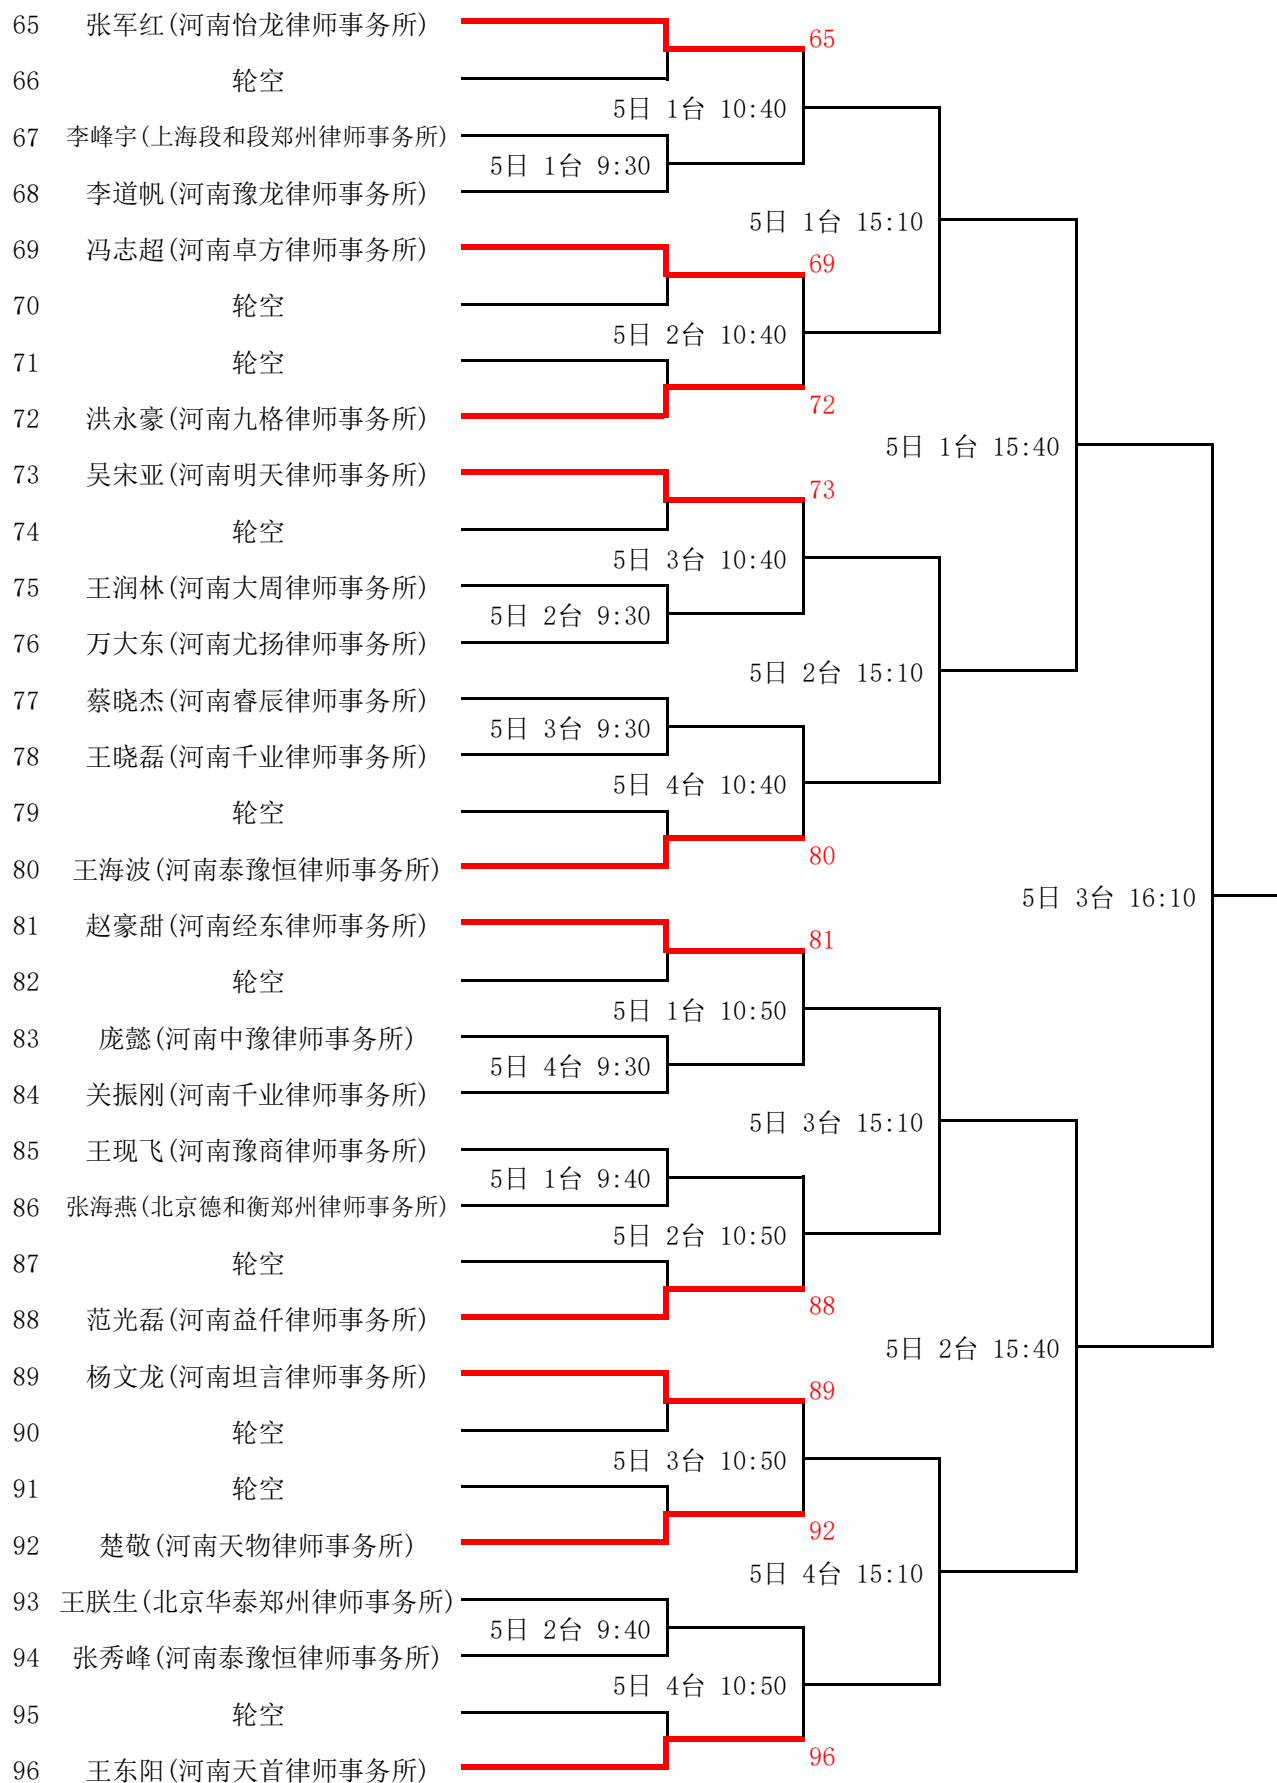 65 张军红(河南怡龙律师事务所)
65
66 轮空
5日 1台 10:40
67 李峰宇(上海段和段郑州律师事务所)
5日 1台 9:30
68 李道帆(河南豫龙律师事务所)
5日 1台 15:10
69 冯志超(河南卓方律师事务所)
69
70 轮空
5日 2台 10:40
71 轮空
72
72 洪永豪(河南九格律师事务所)
5日 1台 15:40
73 吴宋亚(河南明天律师事务所)
73
74 轮空
5日 3台 10:40
75 王润林(河南大周律师事务所)
5日 2台 9:30
76 万大东(河南尤扬律师事务所)
5日 2台 15:10
77 蔡晓杰(河南睿辰律师事务所)
5日 3台 9:30
78 王晓磊(河南千业律师事务所)
5日 4台 10:40
79 轮空
80
80 王海波(河南泰豫恒律师事务所)
5日 3台 16:10
81 赵豪甜(河南经东律师事务所)
81
82 轮空
5日 1台 10:50
83 庞懿(河南中豫律师事务所)
5日 4台 9:30
84 关振刚(河南千业律师事务所)
5日 3台 15:10
85 王现飞(河南豫商律师事务所)
5日 1台 9:40
86 张海燕(北京德和衡郑州律师事务所)
5日 2台 10:50
87 轮空
88
88 范光磊(河南益仟律师事务所)
5日 2台 15:40
89 杨文龙(河南坦言律师事务所)
89
90 轮空
5日 3台 10:50
91 轮空
92
92 楚敬(河南天物律师事务所)
5日 4台 15:10
93 王朕生(北京华泰郑州律师事务所)
5日 2台 9:40
94 张秀峰(河南泰豫恒律师事务所)
5日 4台 10:50
95 轮空
96
96 王东阳(河南天首律师事务所)